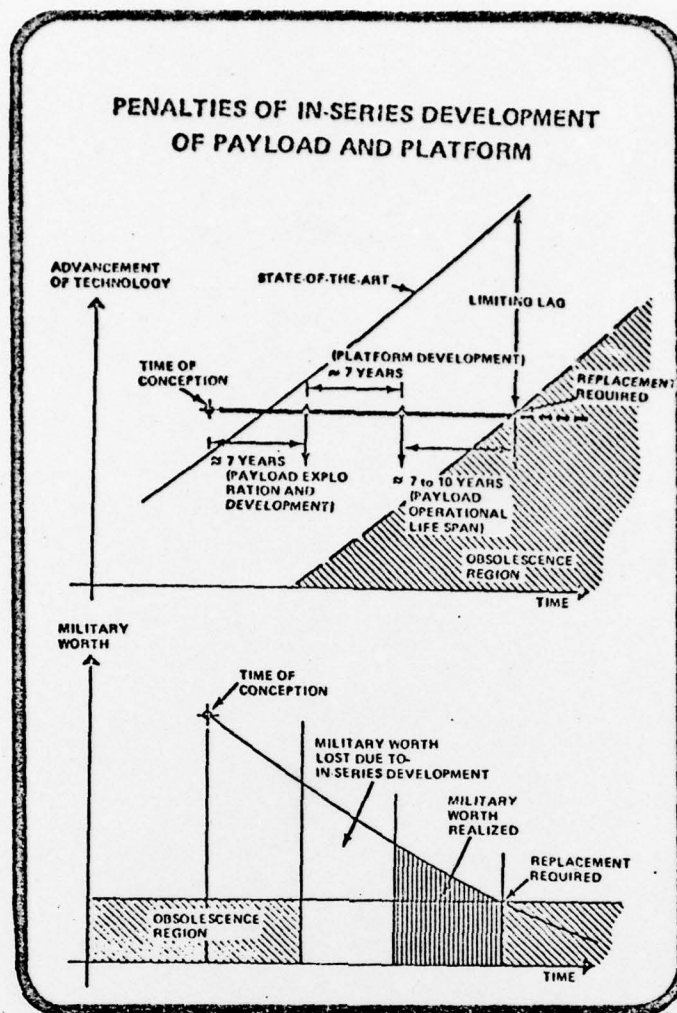 PENALTIES OF IN-SERIES DEVELOPMENT
OF PAYLOAD AND PLATFORM
ADVANCEMENT
OF TECHNOLOGY
STATE-OF-THE-ART
LIMITING LAG
TIME OF
CONCEPTION
(PLATFORM DEVELOPMENT)
≈ 7 YEARS
REPLACEMENT
REQUIRED
≈ 7 YEARS
(PAYLOAD EXPLO
RATION AND
DEVELOPMENT)
≈ 7 to 10 YEARS
(PAYLOAD
OPERATIONAL
LIFE SPAN)
OBSOLESCENCE
REGION
TIME
MILITARY
WORTH
TIME OF
CONCEPTION
MILITARY WORTH
LOST DUE TO-
IN-SERIES DEVELOPMENT
MILITARY
WORTH
REALIZED
REPLACEMENT
REQUIRED
OBSOLESCENCE
REGION
TIME